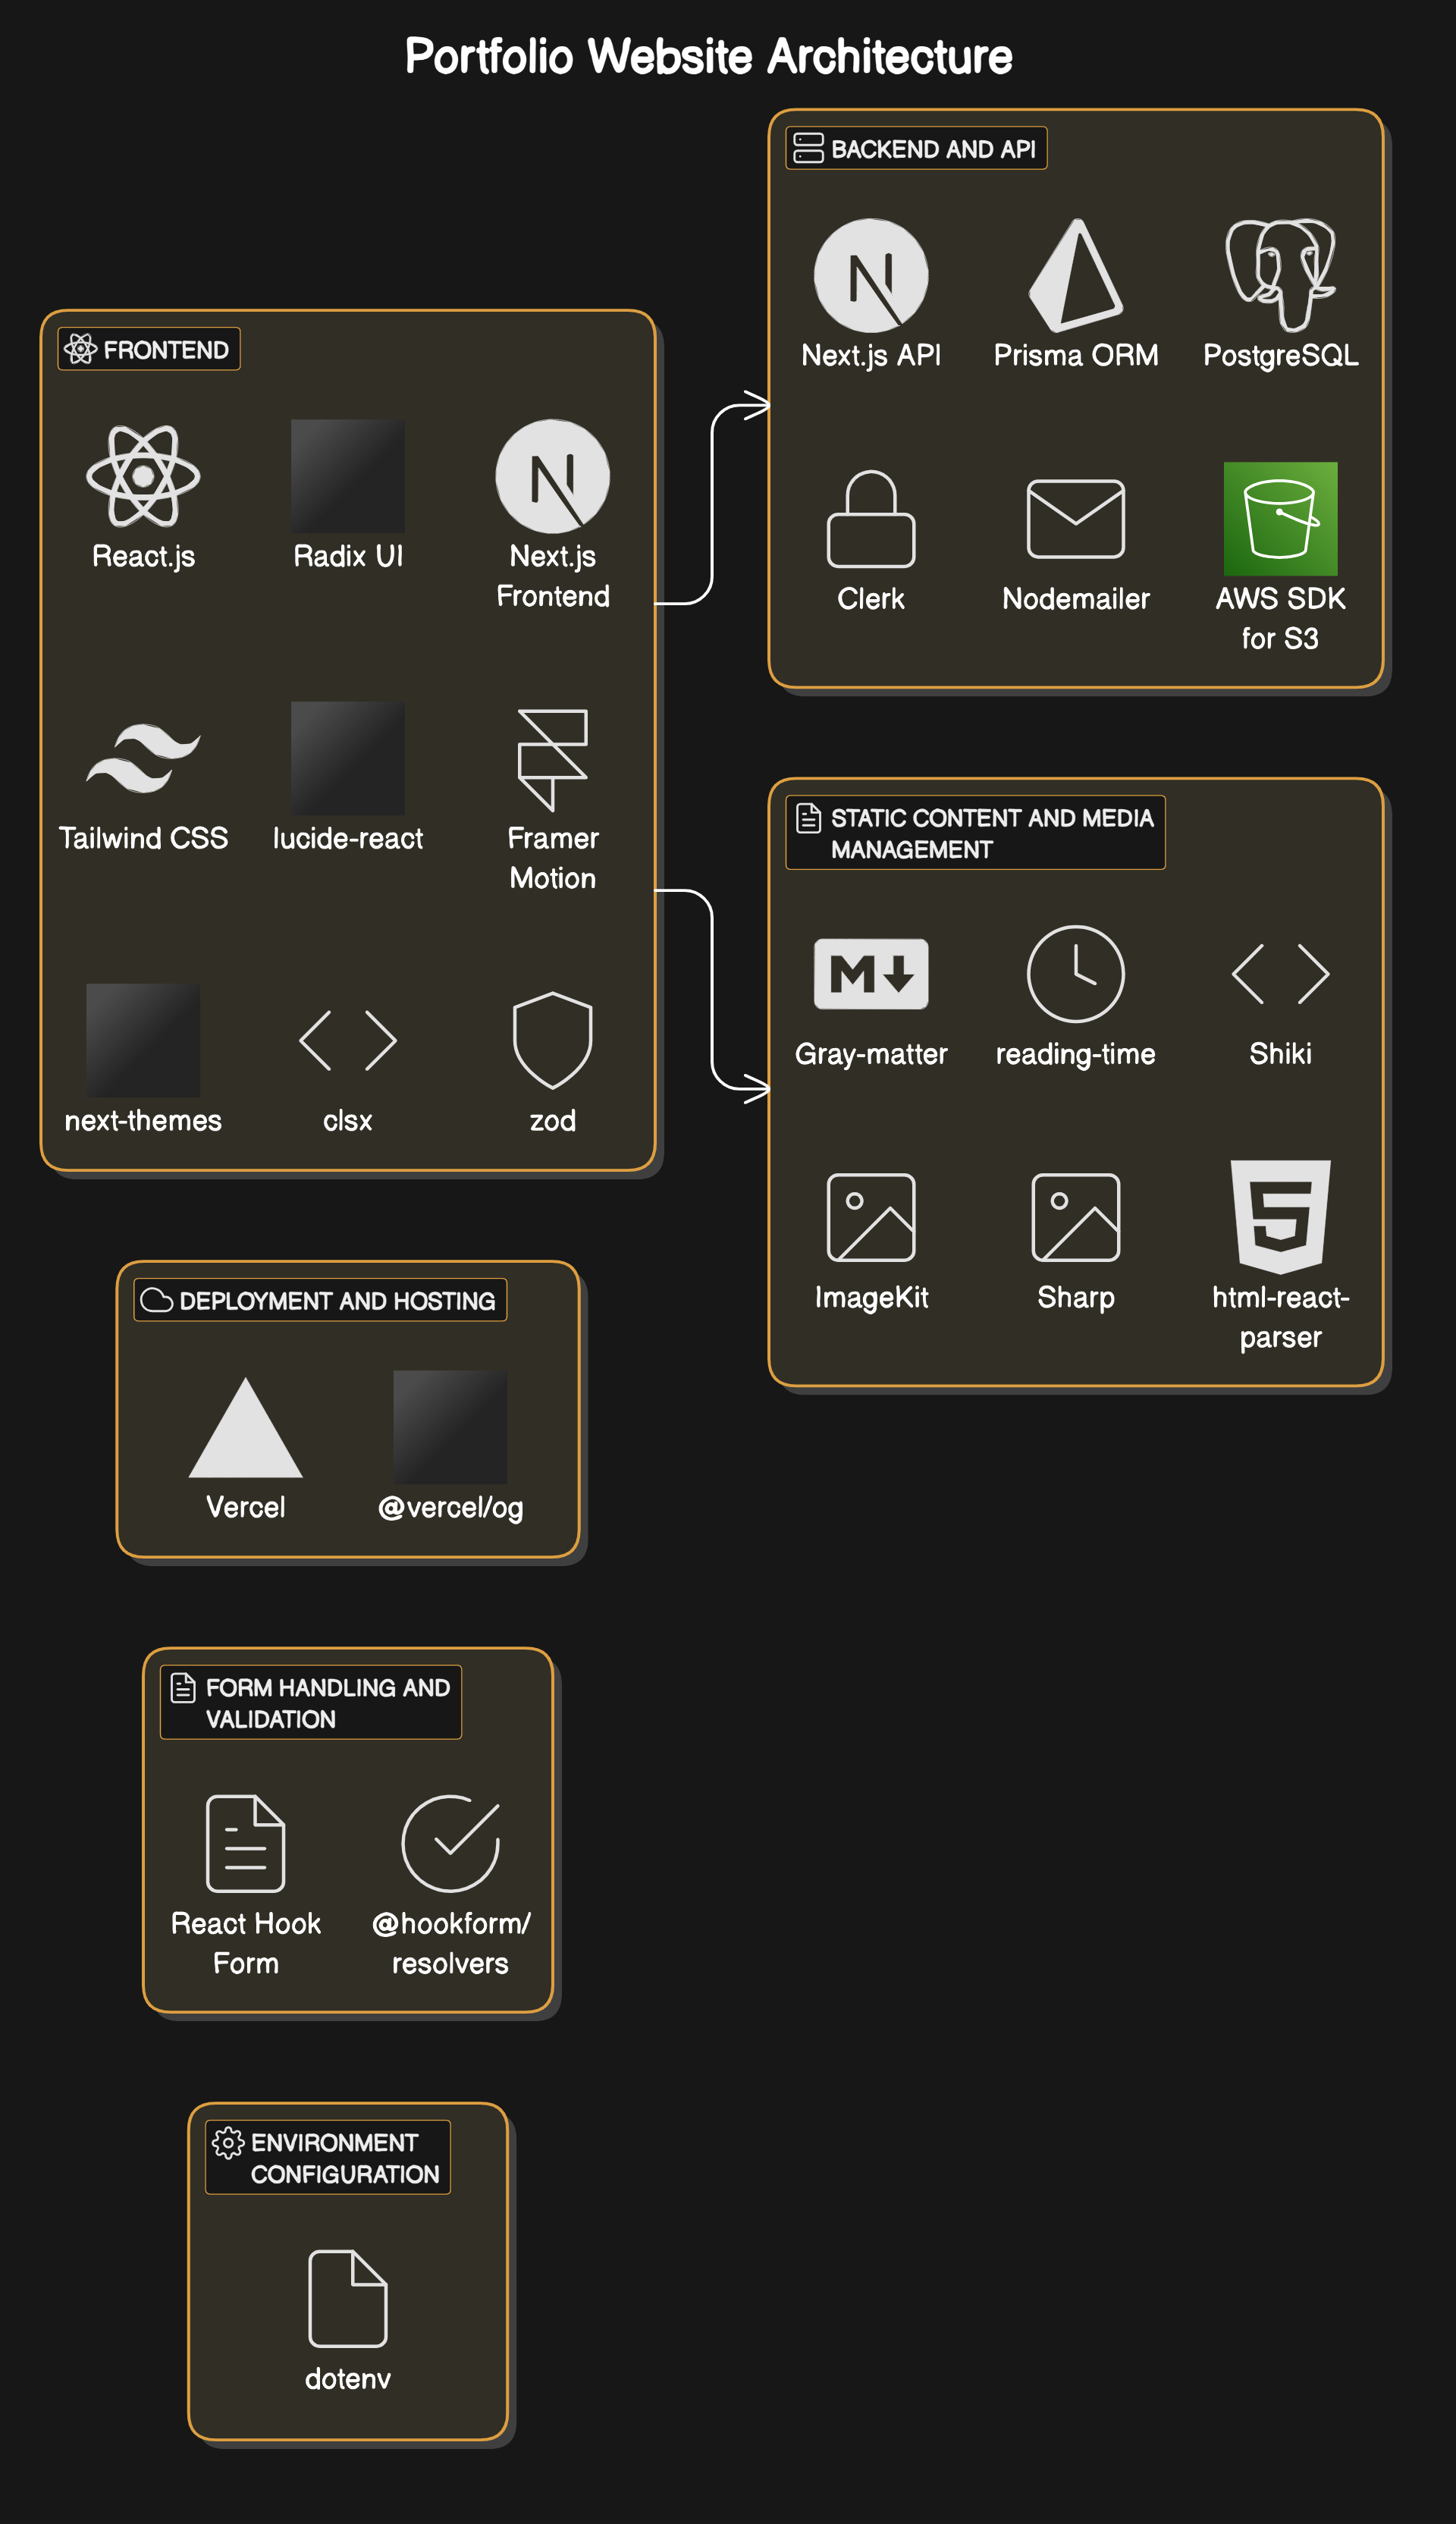 Portfolio Website Architecture
BACKEND AND API
Next.js API
Prisma ORM
PostgreSQL
Clerk
Nodemailer
AWS SDK
for S3
FRONTEND
React.js
Radix UI
Next.js
Frontend
Tailwind CSS
lucide-react
Framer
Motion
next-themes
clsx
zod
STATIC CONTENT AND MEDIA
MANAGEMENT
M
Gray-matter
reading-time
Shiki
ImageKit
Sharp
5
html-react-
parser
DEPLOYMENT AND HOSTING
Vercel
@vercel/og
FORM HANDLING AND
VALIDATION
React Hook
Form
@hookform/
resolvers
ENVIRONMENT
CONFIGURATION
dotenv